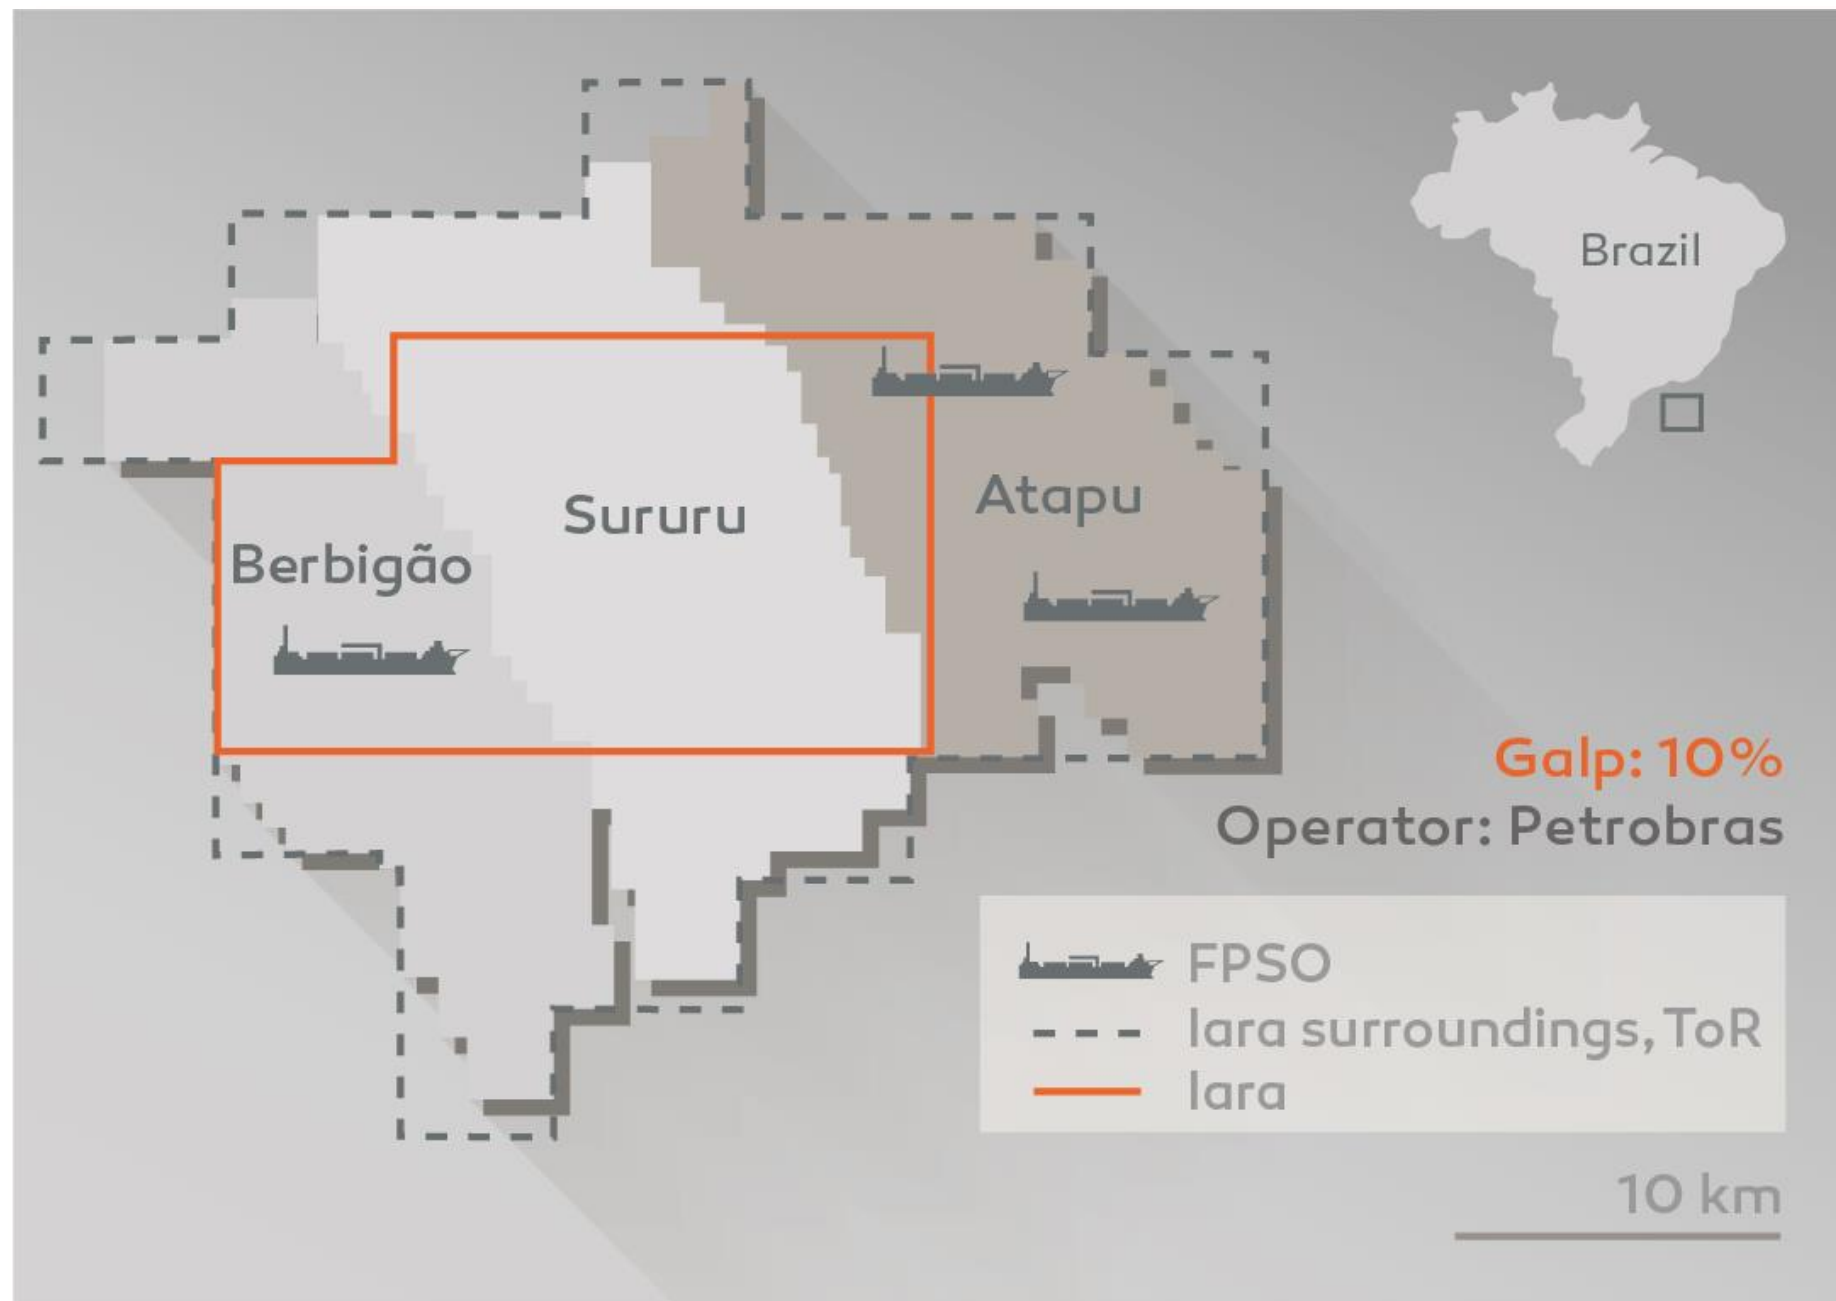 Brazil
Sururu
Atapu
Berbigão
Galp: 10%
Operator: Petrobras
FPSO
Iara surroundings, ToR
Iara
10 km